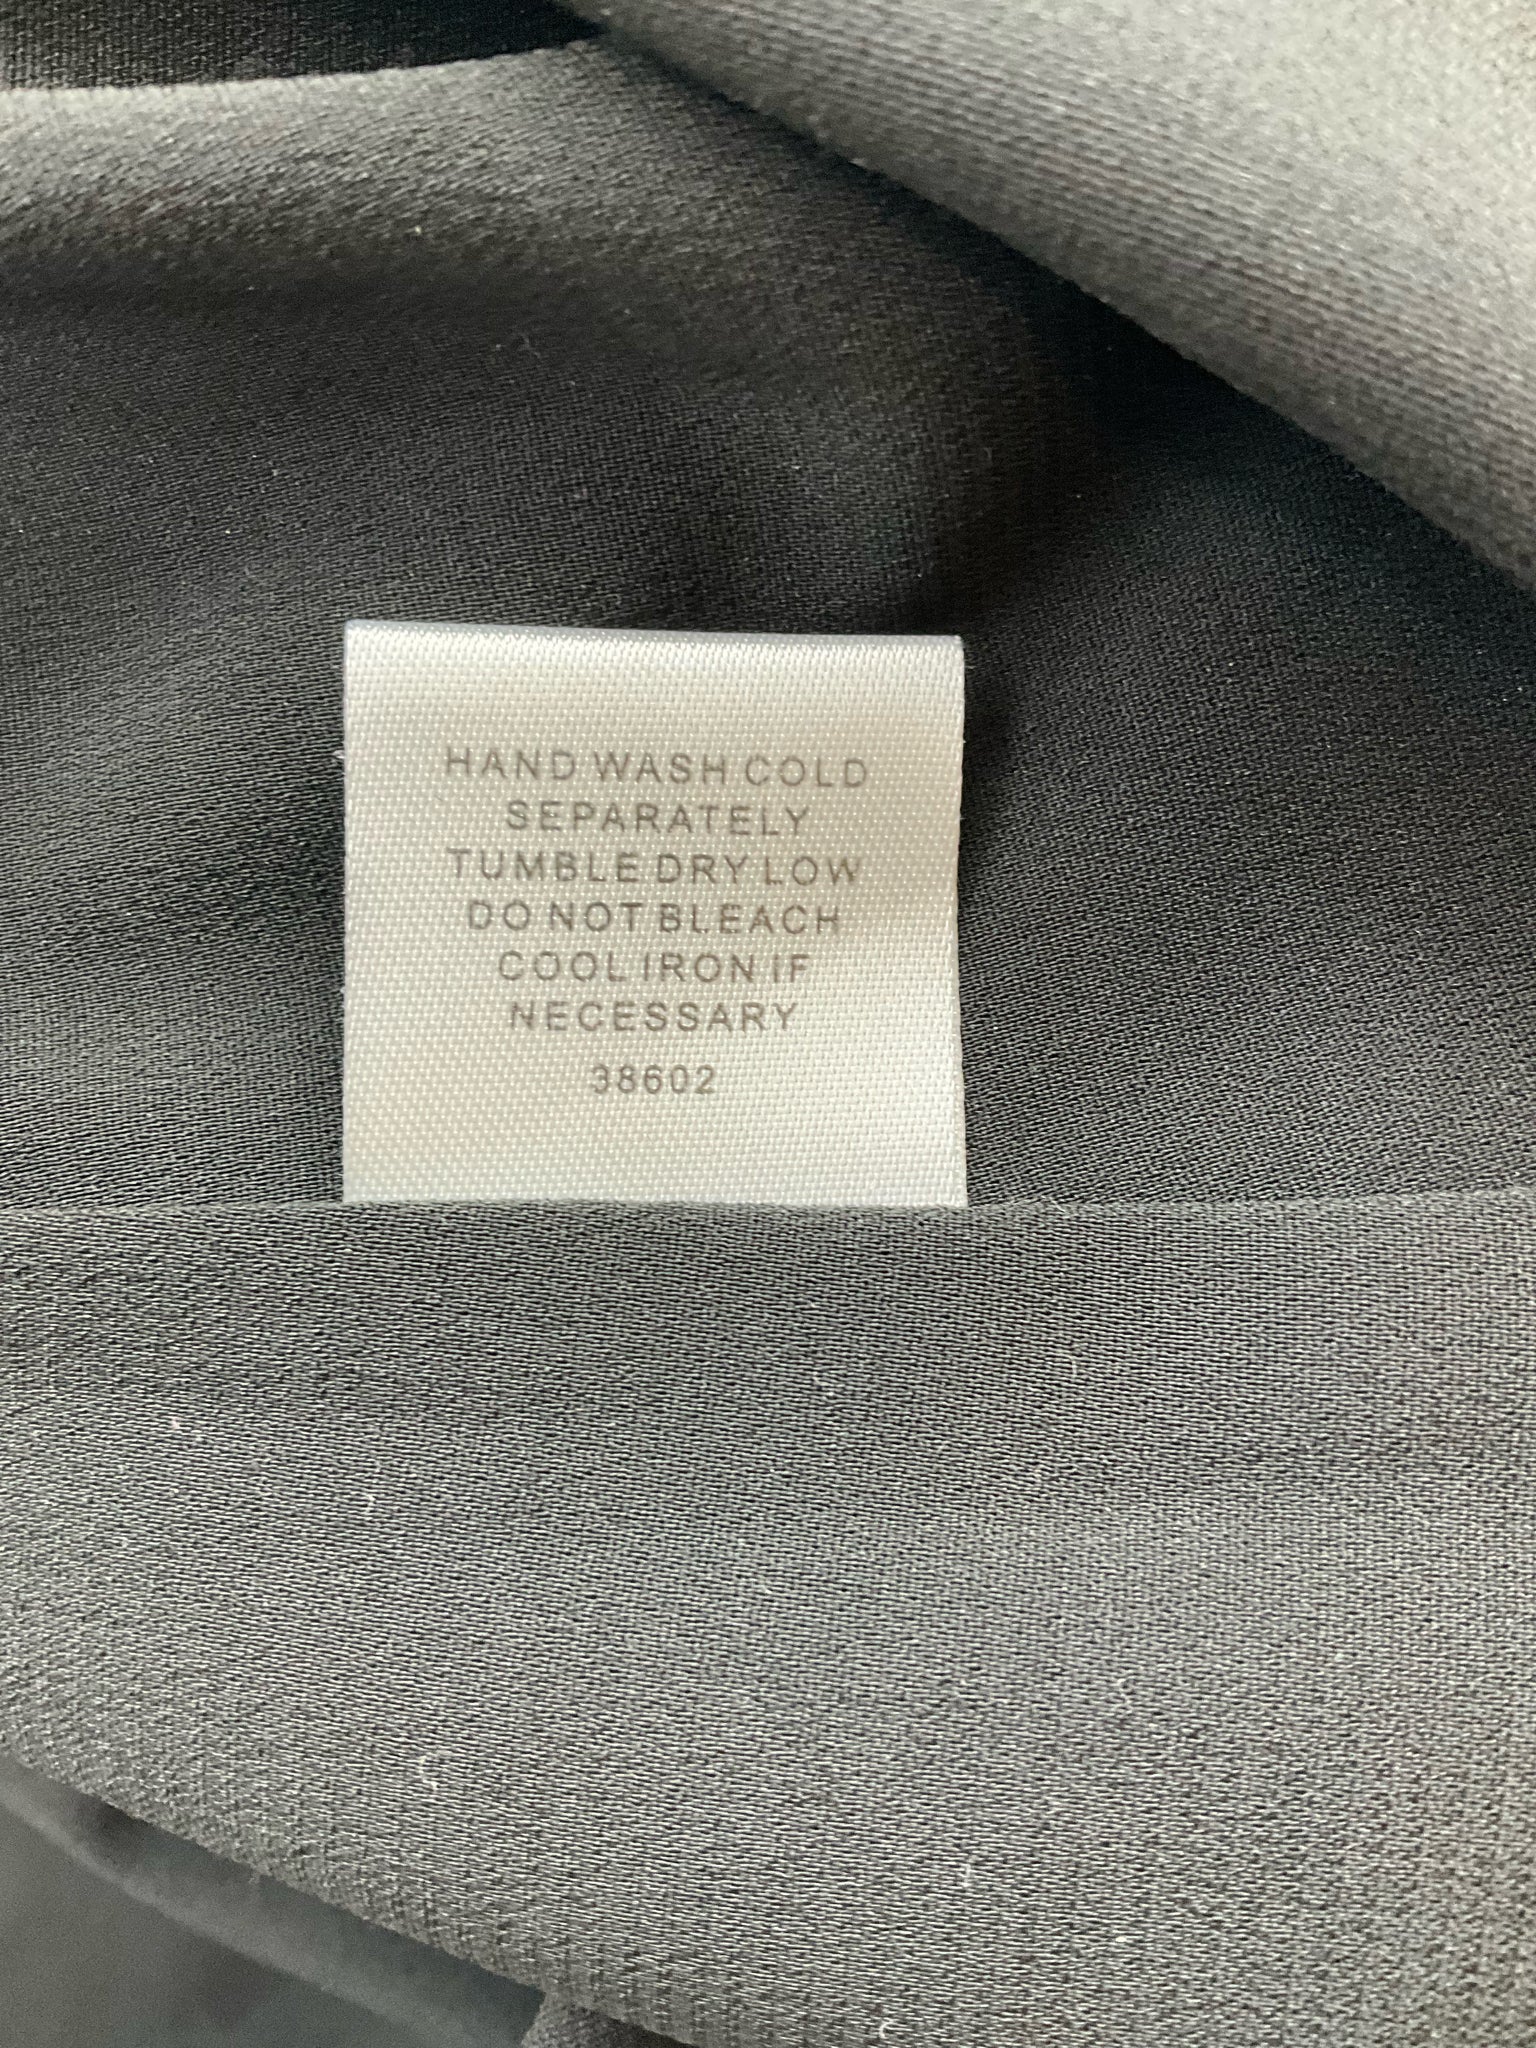 HAND WASH COLD
SEPARATELY
TUMBLE DRY LOW
DO NOT BLEACH
COOL IRON IF
NECESSARY
38602